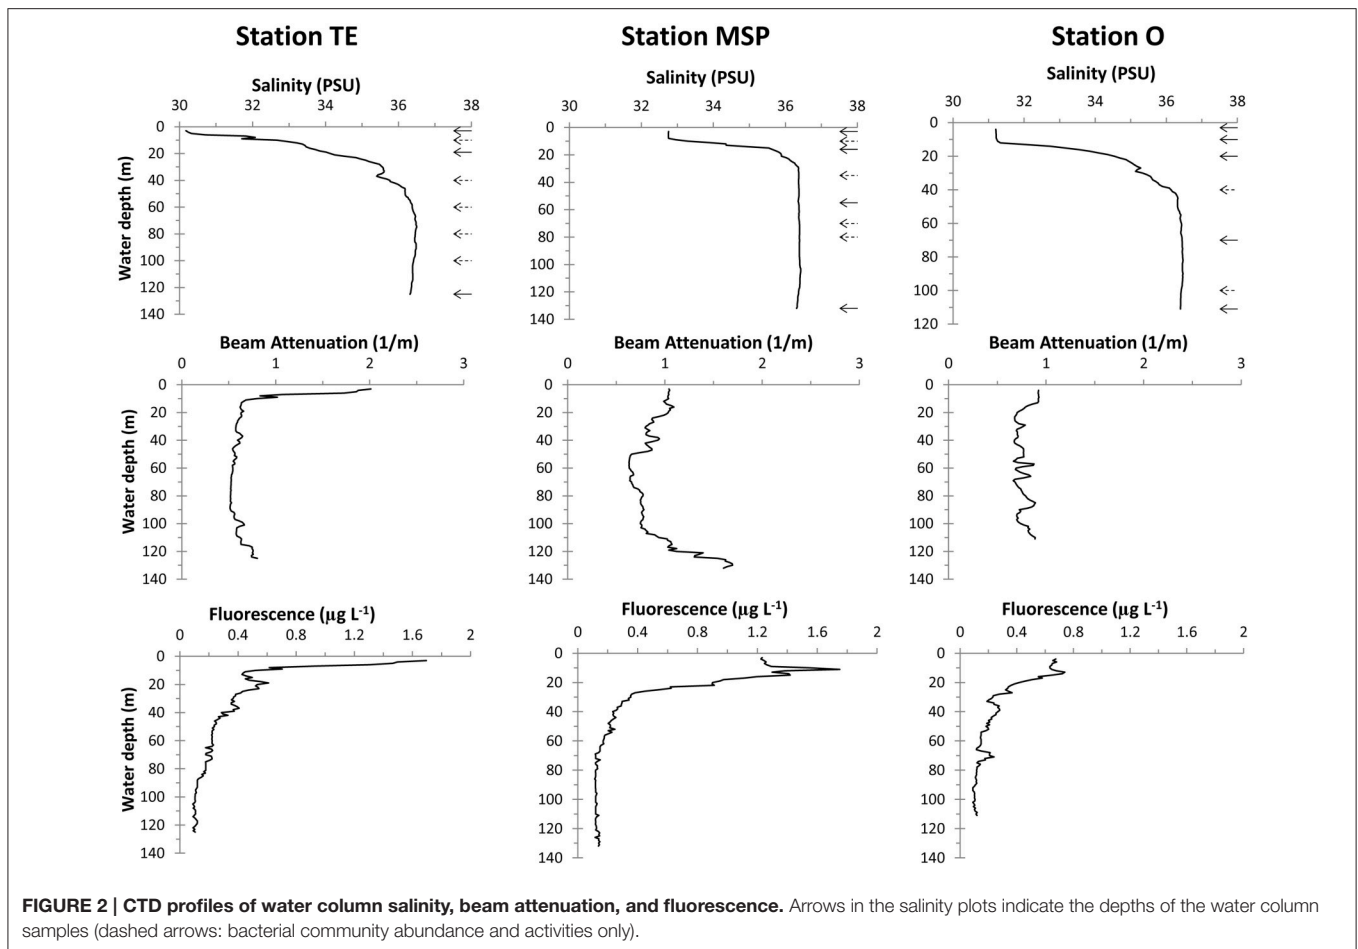 Station TE
Station MSP
Station O
Salinity (PSU)
30 32 34 36 38
Salinity (PSU)
30 32 34 36 38
Salinity (PSU)
30 32 34 36 38
Water depth (m)
0
20
40
60
80
100
120
140
0
20
40
60
80
100
120
140
0
20
40
60
80
100
120
Beam Attenuation (1/m)
0 1 2 3
Beam Attenuation (1/m)
0 1 2 3
Beam Attenuation (1/m)
0 1 2 3
Water depth (m)
0
20
40
60
80
100
120
140
0
20
40
60
80
100
120
140
0
20
40
60
80
100
120
140
Fluorescence (µg L⁻¹)
0 0.4 0.8 1.2 1.6 2
Fluorescence (µg L⁻¹)
0 0.4 0.8 1.2 1.6 2
Fluorescence (µg L⁻¹)
0 0.4 0.8 1.2 1.6 2
Water depth (m)
0
20
40
60
80
100
120
140
0
20
40
60
80
100
120
140
0
20
40
60
80
100
120
140
FIGURE 2 | CTD profiles of water column salinity, beam attenuation, and fluorescence. Arrows in the salinity plots indicate the depths of the water column
samples (dashed arrows: bacterial community abundance and activities only).